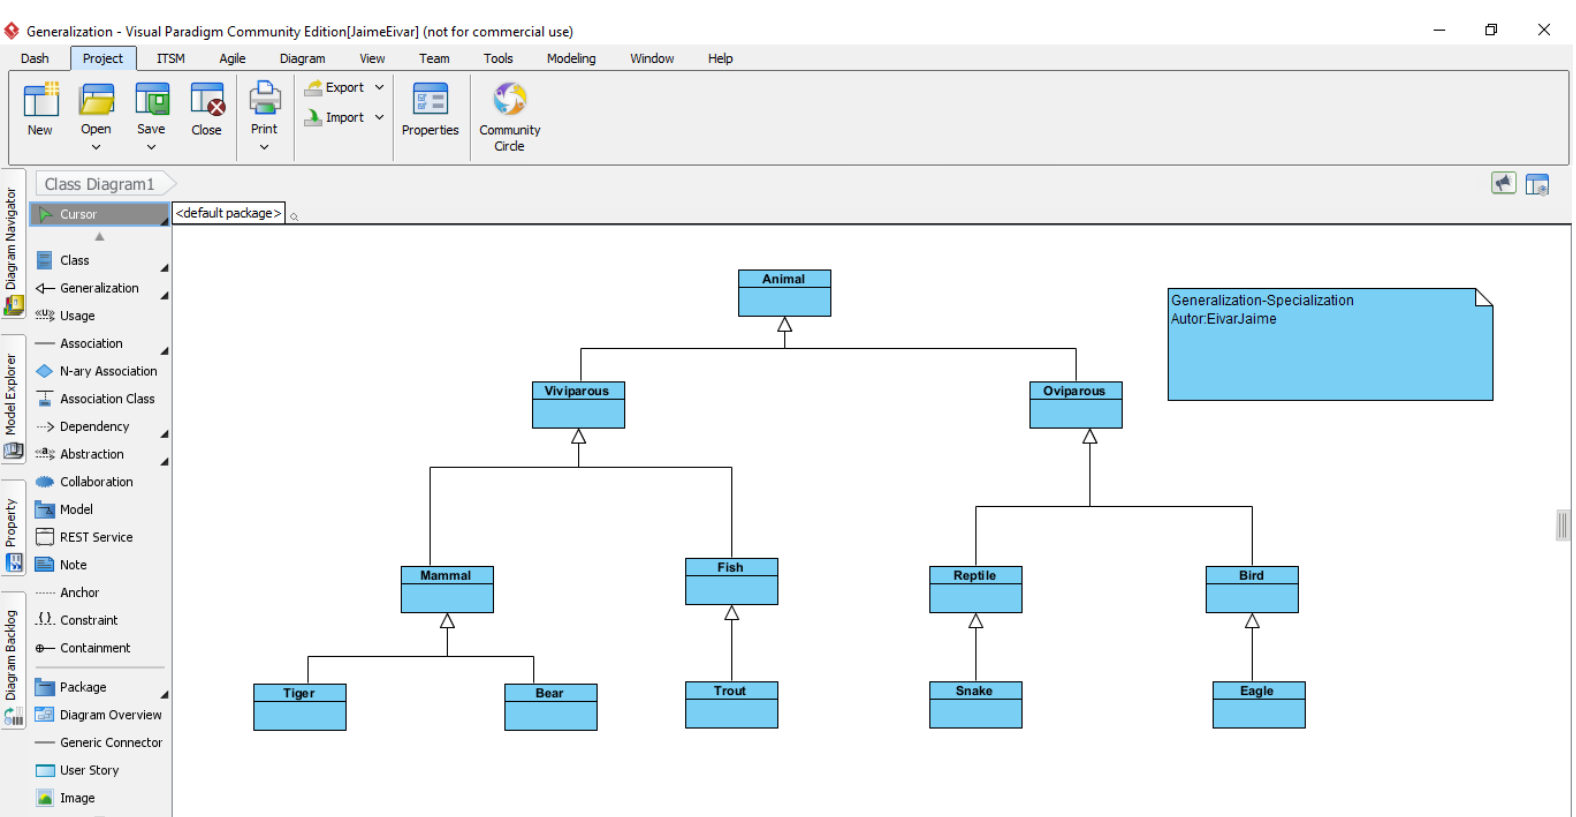 Generalization - Visual Paradigm Community Edition[JaimeEivar] (not for commercial use)
Dash Project ITSM Agile Diagram View Team Tools Modeling Window Help
New Open Save Close Print Export Import Properties Community Circle
Class Diagram1
Cursor
<default package>
Diagram Navigator
Model Explorer
Property
Diagram Backlog
Class
Generalization
«U» Usage
Association
N-ary Association
Association Class
Dependency
«a» Abstraction
Collaboration
Model
REST Service
Note
Anchor
{} Constraint
Containment
Package
Diagram Overview
Generic Connector
User Story
Image
Animal
Generalization-Specialization
Autor:EivarJaime
Viviparous Oviparous
Mammal Fish Reptile Bird
Tiger Bear Trout Snake Eagle